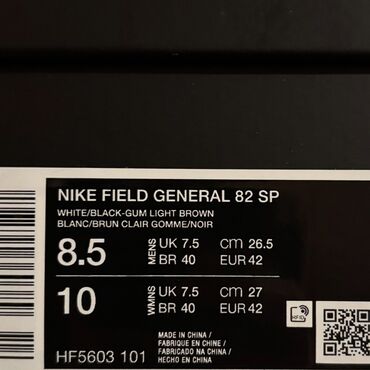 NIKE FIELD GENERAL 82 SP
WHITE/BLACK-GUM LIGHT BROWN
BLANC/BRUN CLAIR GOMME/NOIR
8.5 MENS UK 7.5 cm 26.5
BR 40 EUR 42
10 WMNS UK 7.5 cm 27
BR 40 EUR 42
MADE IN CHINA /
FABRIQUE EN CHINE /
FABRICADO NA CHINA /
HECHO EN CHINA
HF5603 101
RFID